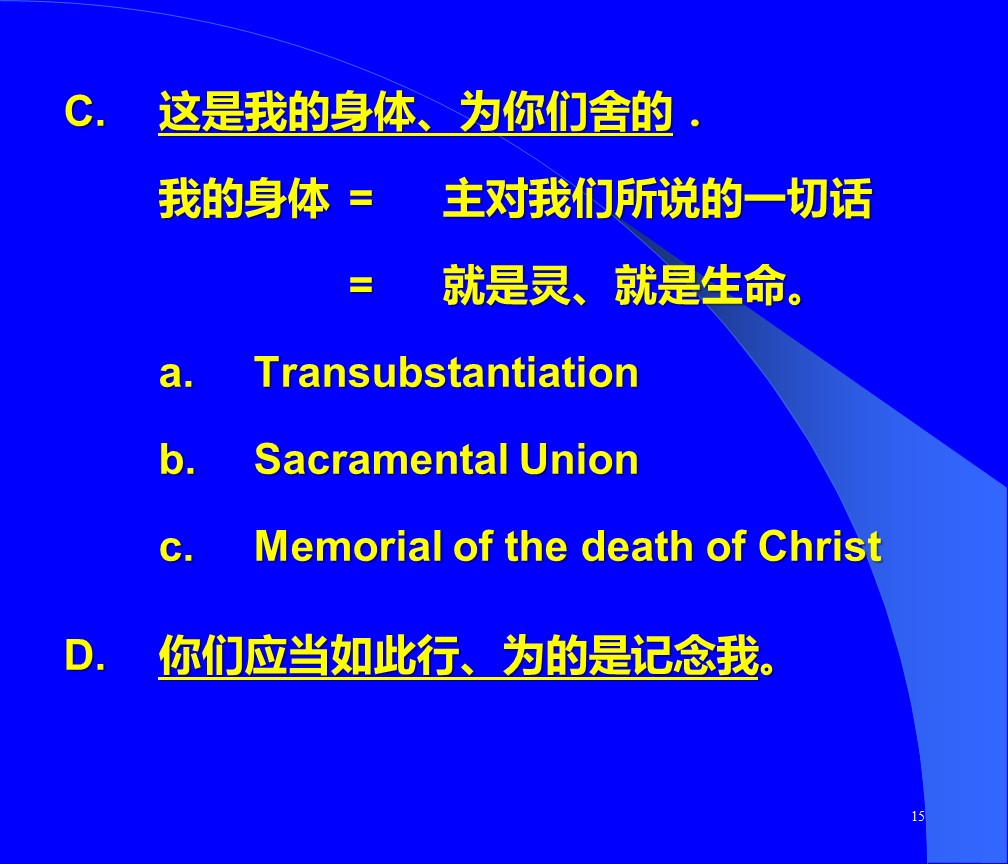 C. 这是我的身体、为你们舍的．
我的身体 = 主对我们所说的一切话
= 就是灵、就是生命。
a. Transubstantiation
b. Sacramental Union
c. Memorial of the death of Christ
D. 你们应当如此行、为的是记念我。
15